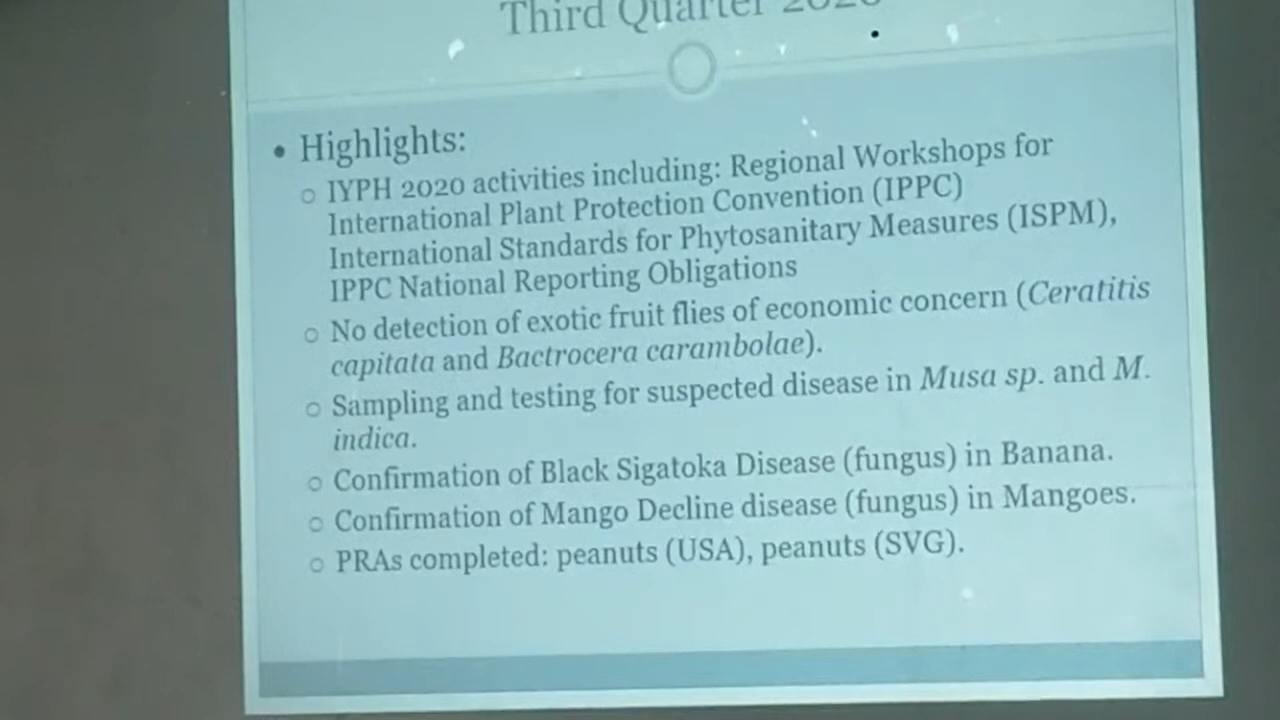 Third Quarter 2020
• Highlights:
○ IYPH 2020 activities including: Regional Workshops for
International Plant Protection Convention (IPPC)
International Standards for Phytosanitary Measures (ISPM),
IPPC National Reporting Obligations
○ No detection of exotic fruit flies of economic concern (Ceratitis
capitata and Bactrocera carambolae).
○ Sampling and testing for suspected disease in Musa sp. and M.
indica.
○ Confirmation of Black Sigatoka Disease (fungus) in Banana.
○ Confirmation of Mango Decline disease (fungus) in Mangoes.
○ PRAs completed: peanuts (USA), peanuts (SVG).